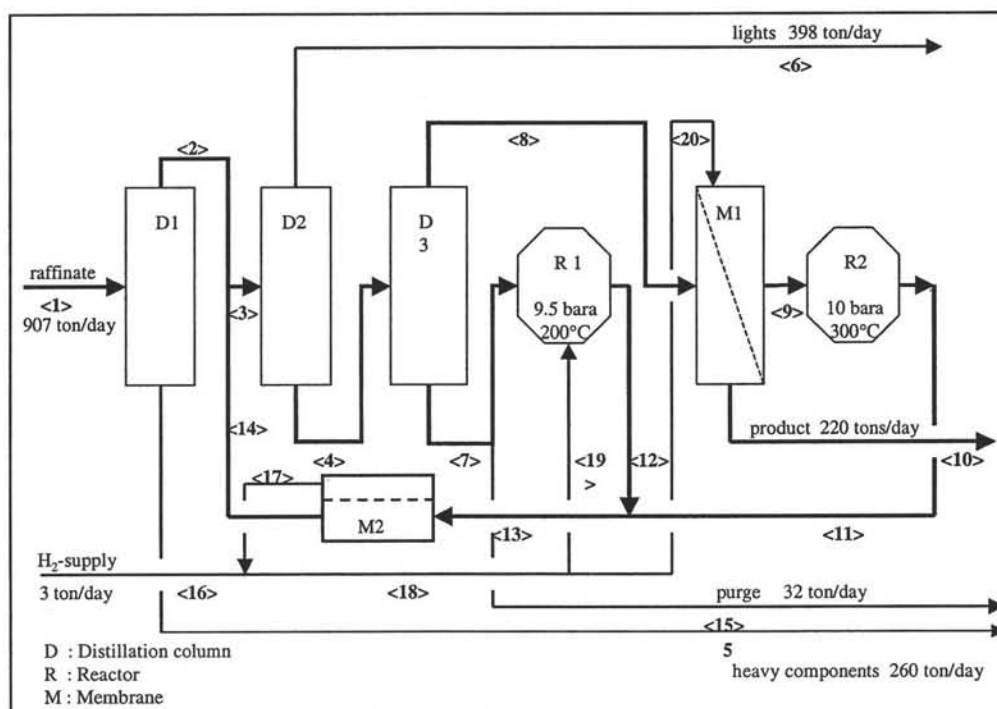 lights 398 ton/day
<6>
<2>
<8>
<20>
D1
D2
D
3
R 1
9.5 bara
200°C
M1
R2
10 bara
300°C
raffinate
<1>
907 ton/day
<3>
<9>
<14>
<4>
<7>
<19
>
<12>
product 220 tons/day
<10>
<17>
M2
<13>
<11>
H₂-supply
3 ton/day
<16>
<18>
purge 32 ton/day
<15>
5
heavy components 260 ton/day
D : Distillation column
R : Reactor
M : Membrane